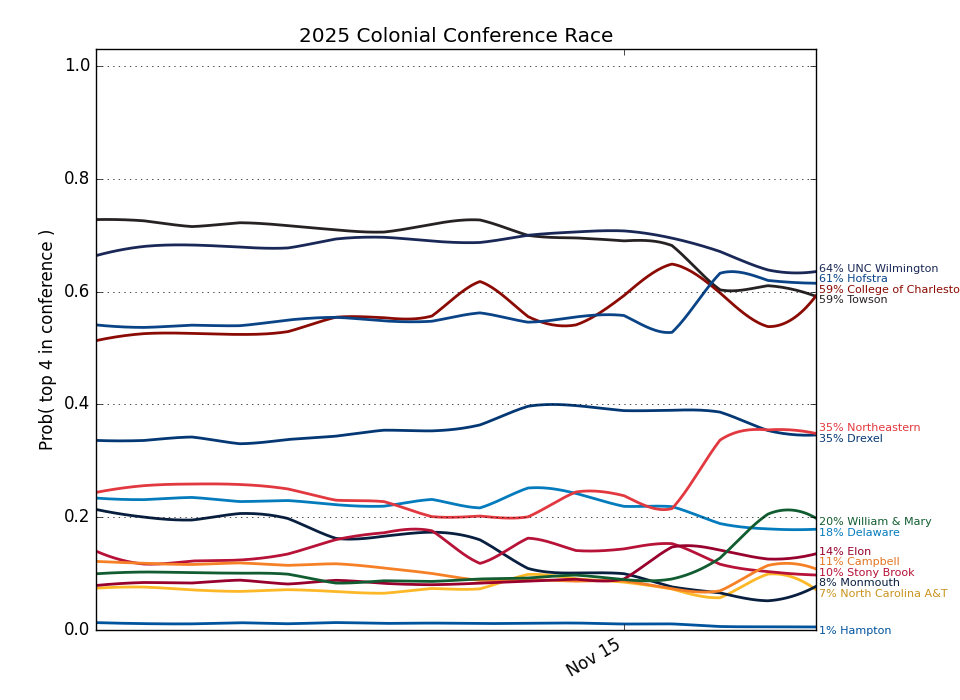 2025 Colonial Conference Race
Prob( top 4 in conference )
1.0
0.8
0.6
0.4
0.2
0.0
Nov 15
64% UNC Wilmington
61% Hofstra
59% College of Charlesto
59% Towson
35% Northeastern
35% Drexel
20% William & Mary
18% Delaware
14% Elon
11% Campbell
10% Stony Brook
8% Monmouth
7% North Carolina A&T
1% Hampton